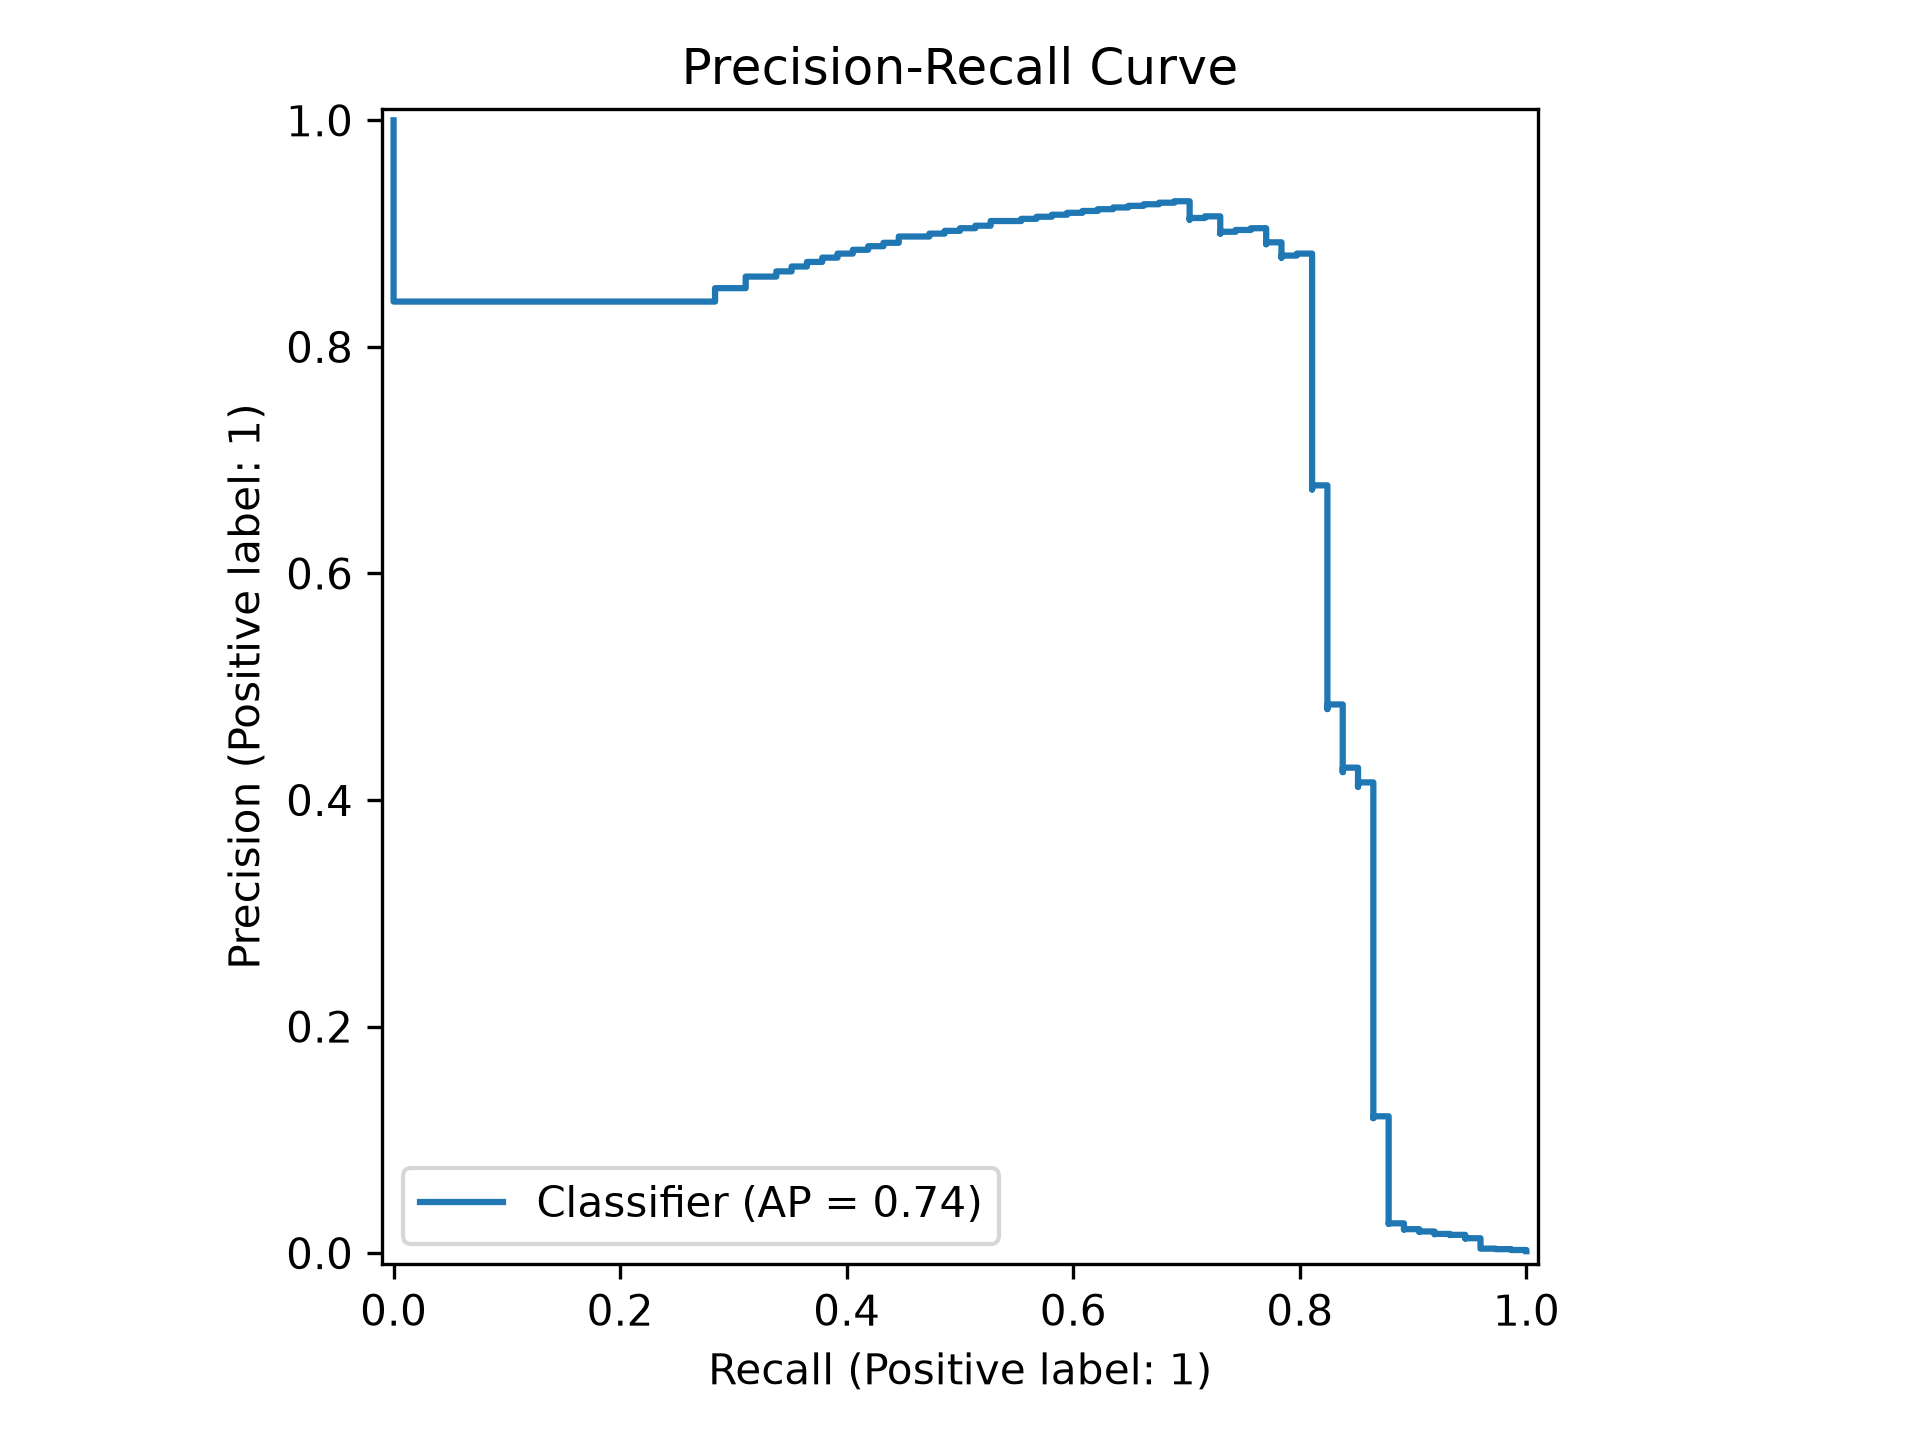 Precision-Recall Curve
1.0
0.8
0.6
0.4
0.2
0.0
Precision (Positive label: 1)
Classifier (AP = 0.74)
0.0 0.2 0.4 0.6 0.8 1.0
Recall (Positive label: 1)